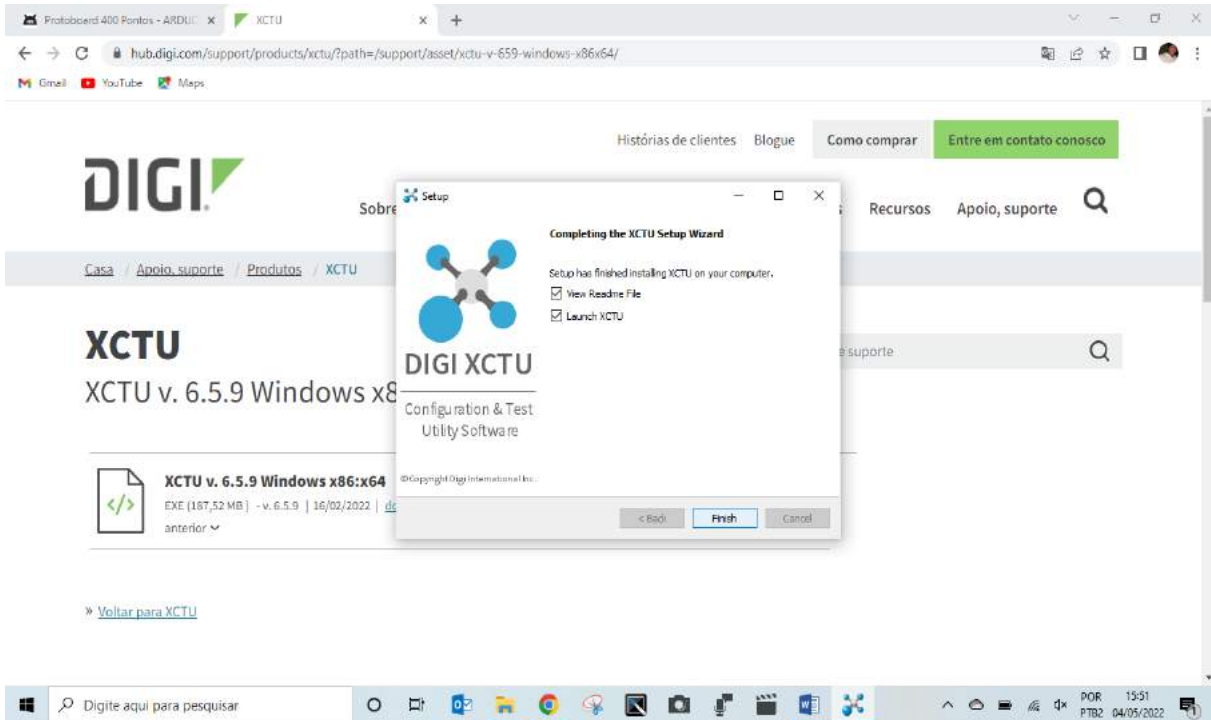 Protoboard 400 Pontos - ARDUI
XCTU
hub.digi.com/support/products/xctu/?path=/support/asset/xctu-v-659-windows-x86x64/
Gmail YouTube Maps
Histórias de clientes Blogue Como comprar Entre em contato conosco
DIGI
Sobre
Recursos Apoio, suporte
Casa / Apoio, suporte / Produtos / XCTU
XCTU
XCTU v. 6.5.9 Windows x8
XCTU v. 6.5.9 Windows x86:x64
EXE (187,52 MB) - v. 6.5.9 | 16/02/2022 |
anterior
» Voltar para XCTU
suporte
Setup
Completing the XCTU Setup Wizard
Setup has finished installing XCTU on your computer.
View Readme File
Launch XCTU
DIGI XCTU
Configuration & Test
Utility Software
©Copyright Digi International Inc.
< Back Finish Cancel
Digite aqui para pesquisar
POR 15:51
PTB2 04/05/2022